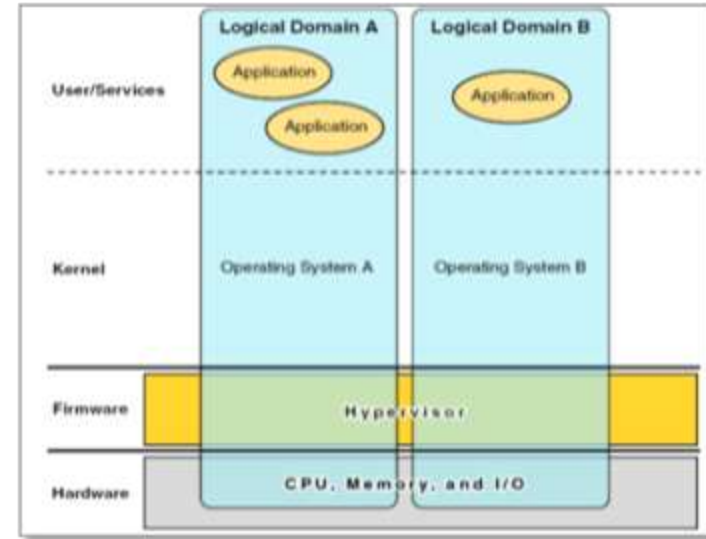 Logical Domain A
Logical Domain B
User/Services
Application
Application
Application
Kernel
Operating System A
Operating System B
Firmware
Hypervisor
Hardware
CPU, Memory, and I/O